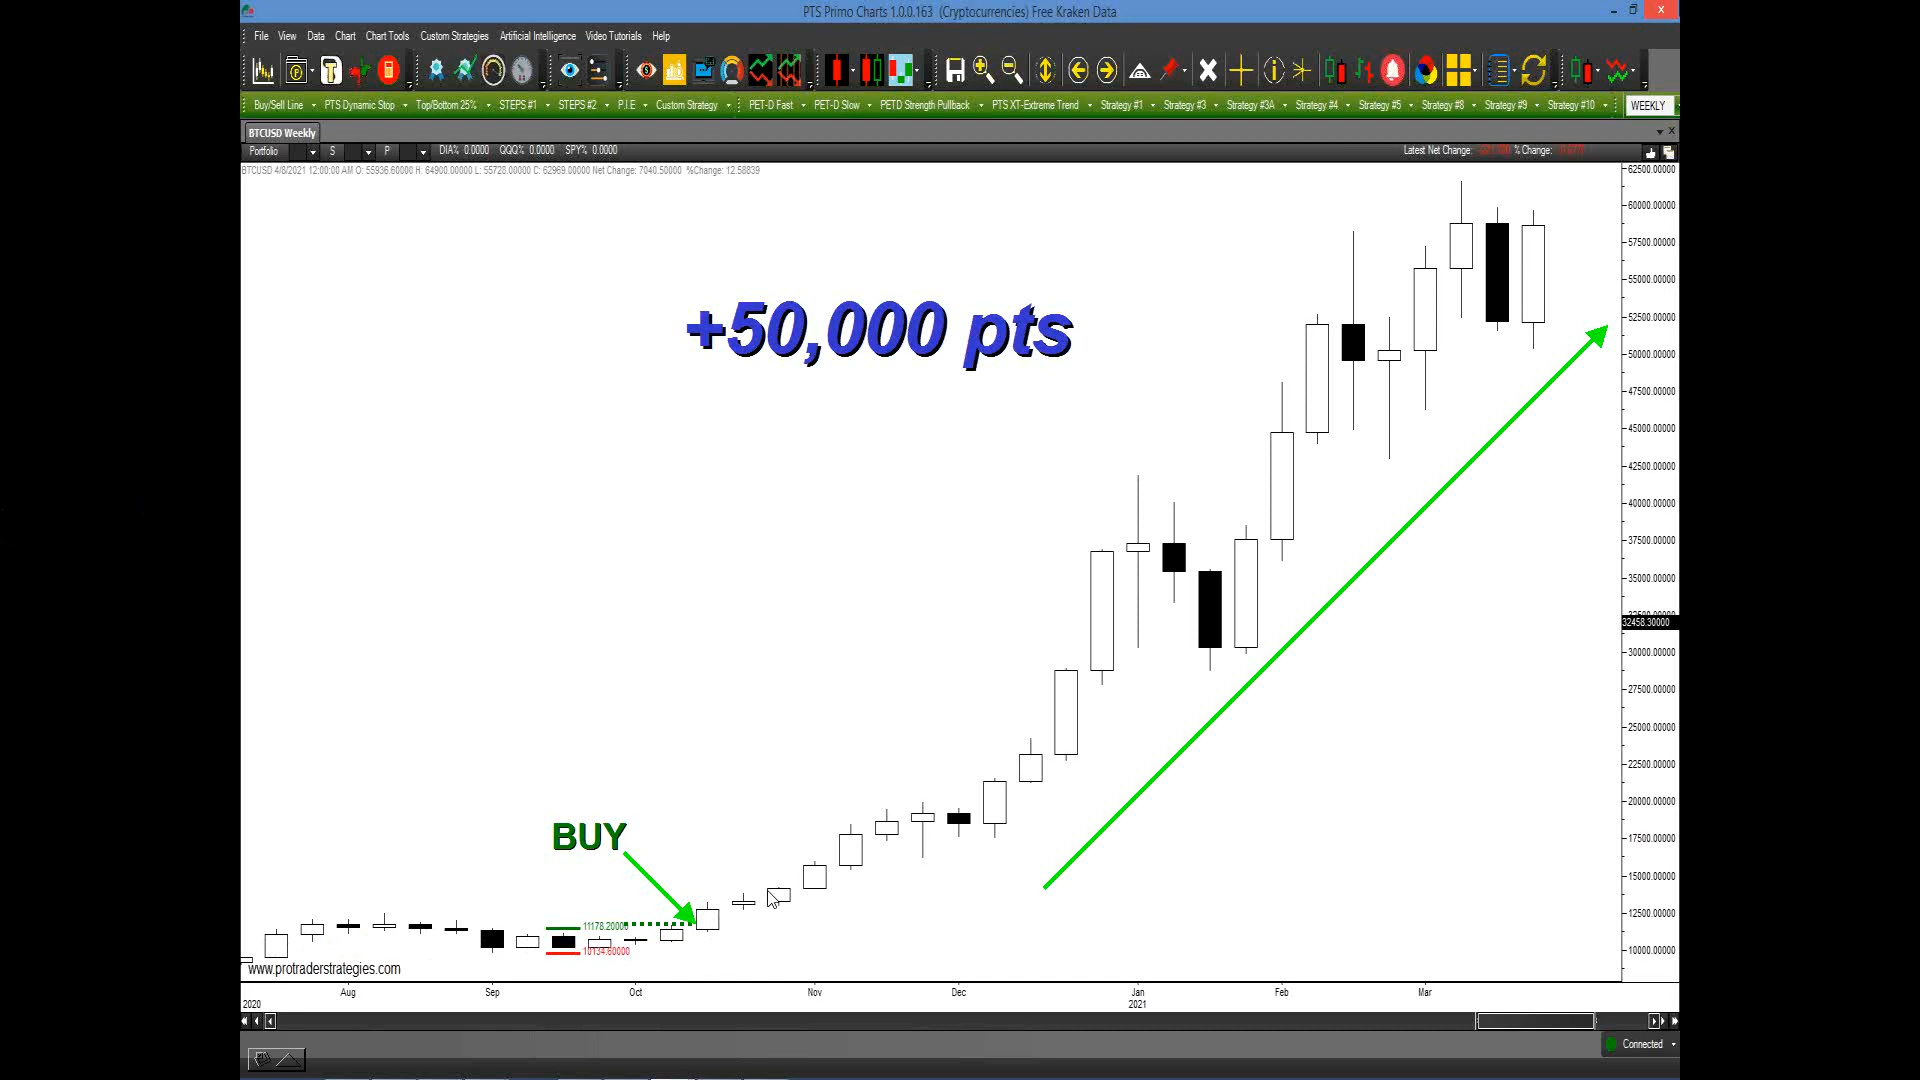 PTS Primo Charts 1.0.0.163 (Cryptocurrencies) Free Kraken Data
File View Data Chart Chart Tools Custom Strategies Artificial Intelligence Video Tutorials Help
Buy/Sell Line PTS Dynamic Stop Top/Bottom 25% STEPS #1 STEPS #2 P.I.E. Custom Strategy PET-D Fast PET-D Slow PETD Strength Pullback PTS XT-Extreme Trend Strategy #1 Strategy #3 Strategy #3A Strategy #4 Strategy #5 Strategy #8 Strategy #9 Strategy #10 WEEKLY
BTCUSD Weekly
Portfolio S P DIA% 0.0000 QQQ% 0.0000 SPY% 0.0000 Latest Net Change: % Change:
BTCUSD 4/8/2021 12:00:00 AM O: 55936.60000 H: 64900.00000 L: 55728.00000 C: 62969.00000 Net Change: 7040.50000 %Change: 12.58839
62500.00000
60000.00000
57500.00000
55000.00000
+50,000 pts
52500.00000
50000.00000
47500.00000
45000.00000
42500.00000
40000.00000
37500.00000
35000.00000
32458.30000
30000.00000
27500.00000
25000.00000
22500.00000
20000.00000
17500.00000
BUY
15000.00000
12500.00000
11178.20000
10000.00000
10134.60000
www.protraderstrategies.com
Aug Sep Oct Nov Dec Jan Feb Mar
2020 2021
Connected